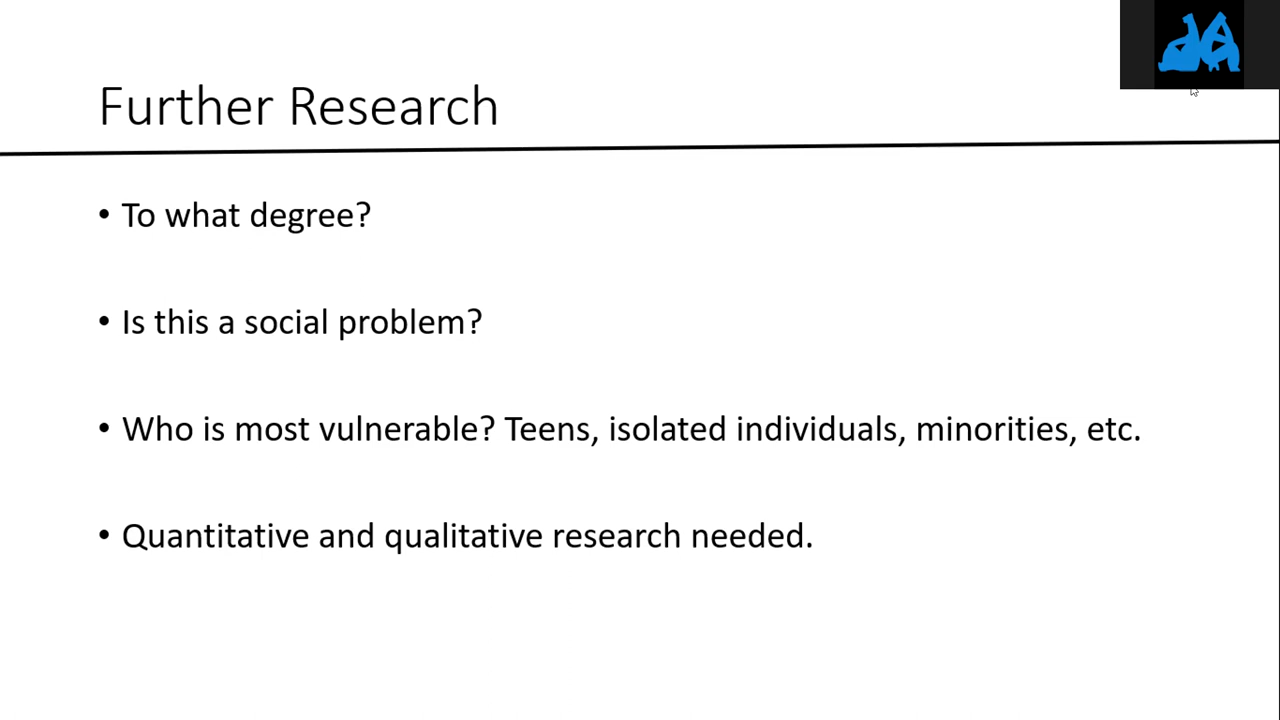 Further Research
• To what degree?
• Is this a social problem?
• Who is most vulnerable? Teens, isolated individuals, minorities, etc.
• Quantitative and qualitative research needed.